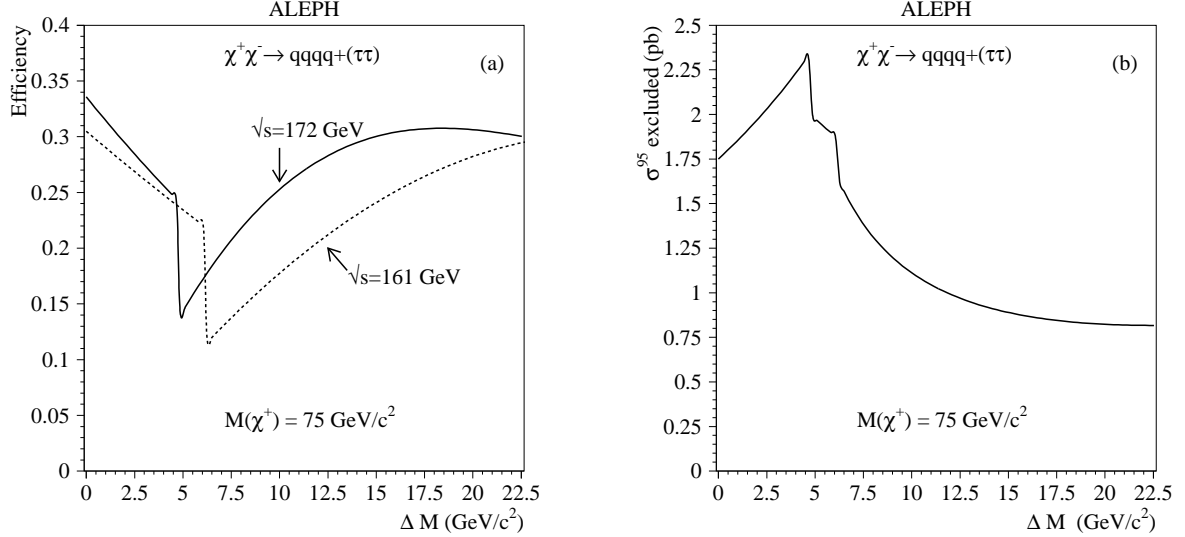 ALEPH
Efficiency
0.4
0.35
0.3
0.25
0.2
0.15
0.1
0.05
0
χ⁺χ⁻→ qqqq+(ττ)
(a)
√s=172 GeV
√s=161 GeV
M(χ⁺) = 75 GeV/c²
0 2.5 5 7.5 10 12.5 15 17.5 20 22.5
Δ M (GeV/c²)
ALEPH
σ⁹⁵ excluded (pb)
2.5
2.25
2
1.75
1.5
1.25
1
0.75
0.5
0.25
0
χ⁺χ⁻→ qqqq+(ττ)
(b)
M(χ⁺) = 75 GeV/c²
0 2.5 5 7.5 10 12.5 15 17.5 20 22.5
Δ M (GeV/c²)